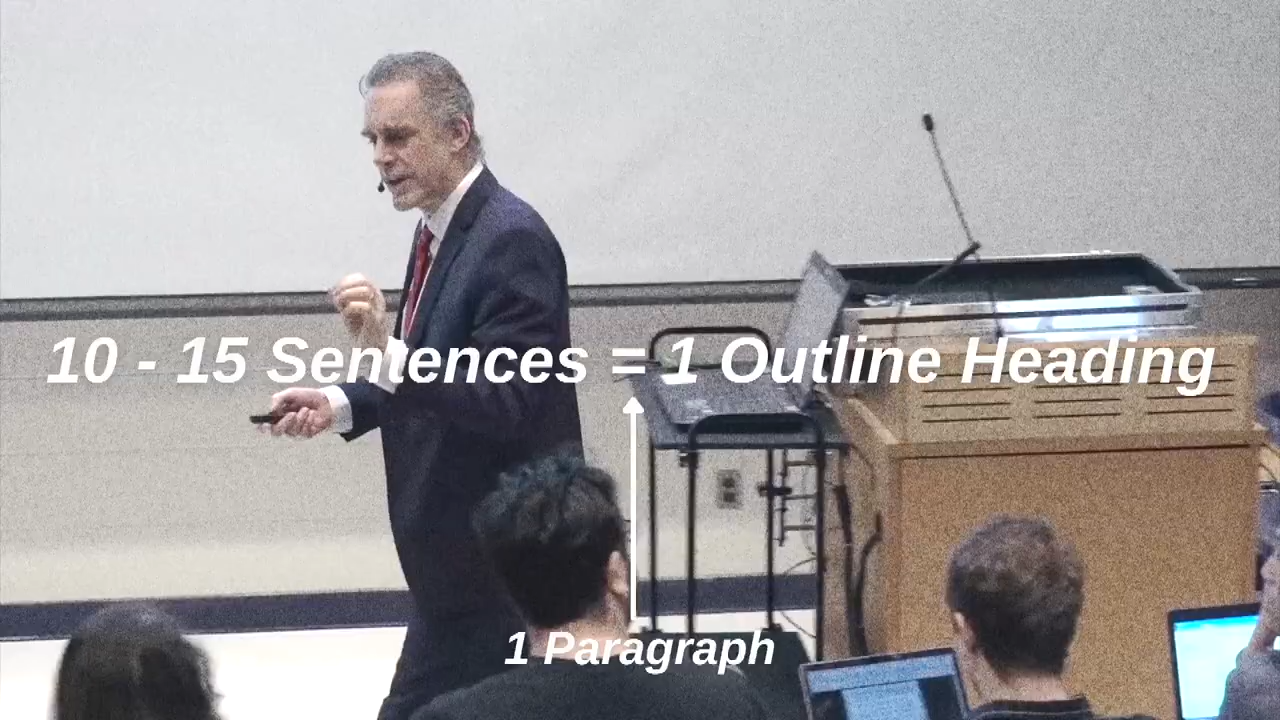 10 - 15 Sentences = 1 Outline Heading
1 Paragraph